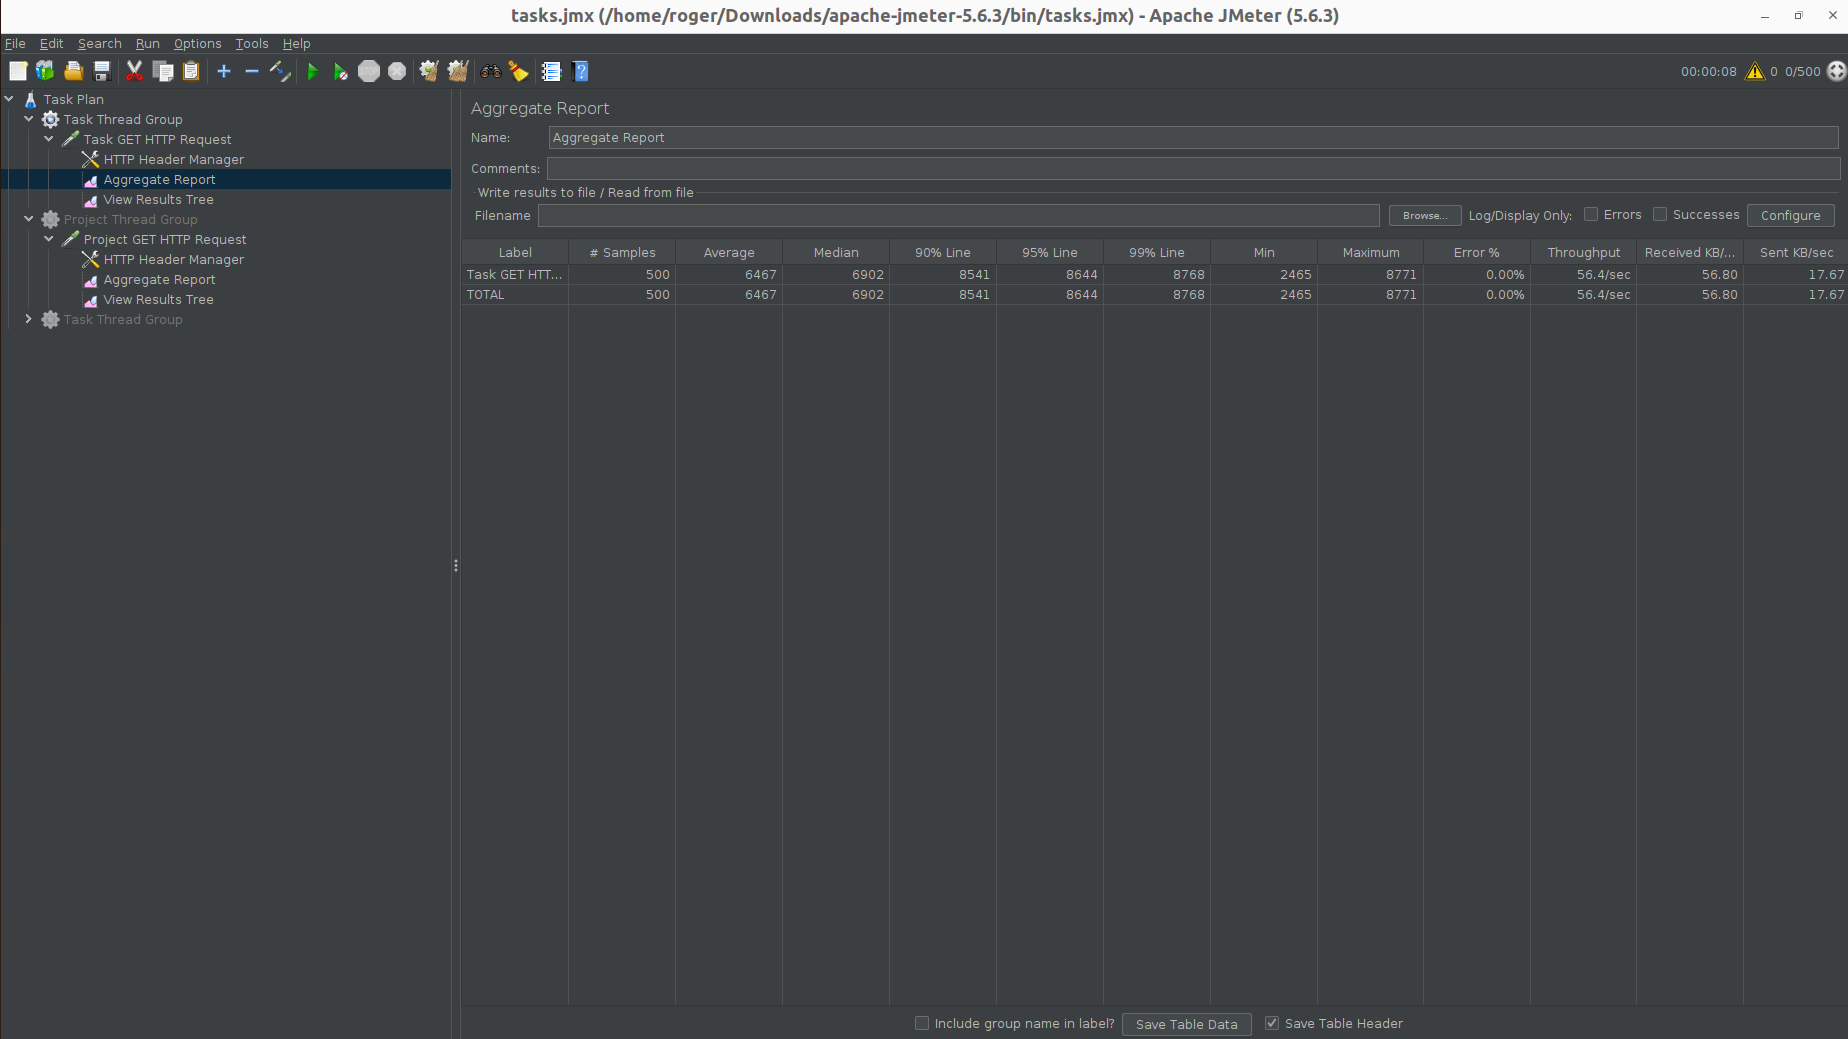 tasks.jmx (/home/roger/Downloads/apache-jmeter-5.6.3/bin/tasks.jmx) - Apache JMeter (5.6.3)
File Edit Search Run Options Tools Help
00:00:08 0 0/500
Task Plan
Task Thread Group
Task GET HTTP Request
HTTP Header Manager
Aggregate Report
View Results Tree
Project Thread Group
Project GET HTTP Request
HTTP Header Manager
Aggregate Report
View Results Tree
Task Thread Group
Aggregate Report
Name: Aggregate Report
Comments:
Write results to file / Read from file
Filename Browse... Log/Display Only: Errors Successes Configure
Label # Samples Average Median 90% Line 95% Line 99% Line Min Maximum Error % Throughput Received KB/... Sent KB/sec
Task GET HTT... 500 6467 6902 8541 8644 8768 2465 8771 0.00% 56.4/sec 56.80 17.67
TOTAL 500 6467 6902 8541 8644 8768 2465 8771 0.00% 56.4/sec 56.80 17.67
Include group name in label? Save Table Data Save Table Header